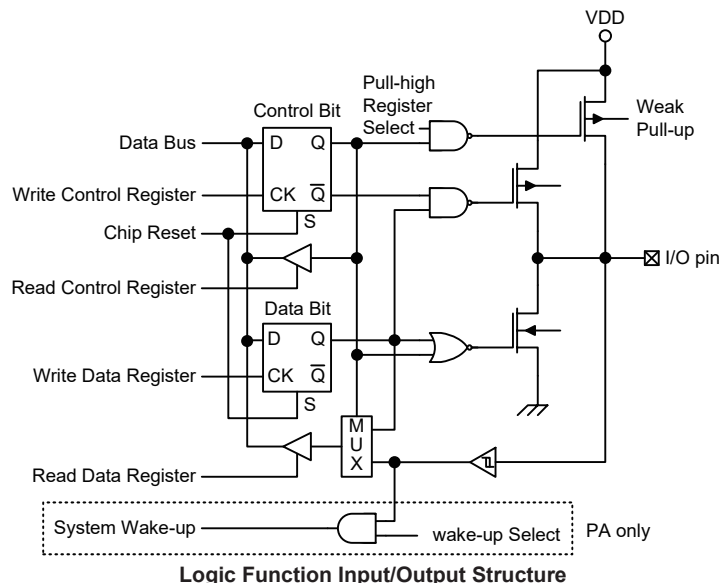 VDD
Pull-high
Register
Select
Weak
Pull-up
Control Bit
Data Bus
D
Q
Write Control Register
CK
Q
S
Chip Reset
I/O pin
Read Control Register
Data Bit
D
Q
Write Data Register
CK
Q
S
M
U
X
Read Data Register
System Wake-up
wake-up Select
PA only
Logic Function Input/Output Structure